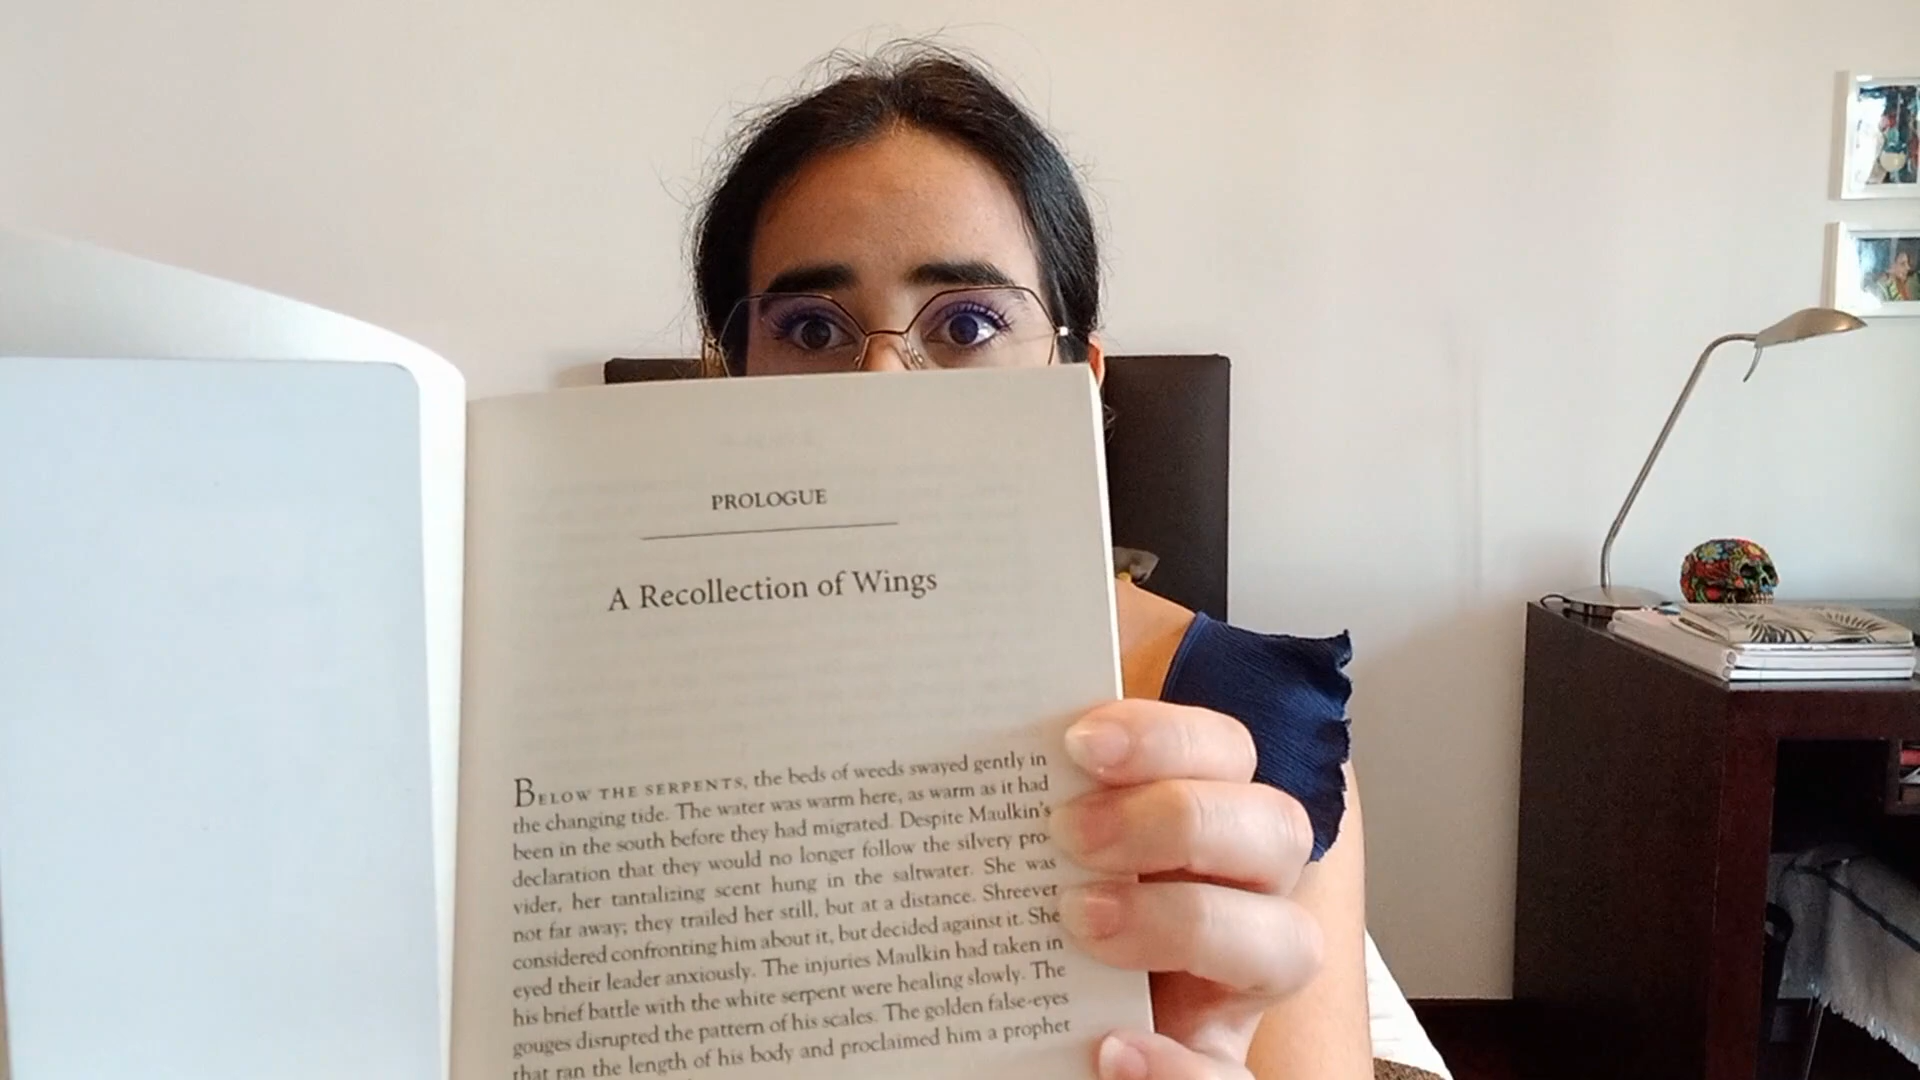 PROLOGUE
A Recollection of Wings
BELOW THE SERPENTS, the beds of weeds swayed gently in
the changing tide. The water was warm here, as warm as it had
been in the south before they had migrated. Despite Maulkin's
declaration that they would no longer follow the silvery pro-
vider, her tantalizing scent hung in the saltwater. She was
not far away; they trailed her still, but at a distance. Shreever
considered confronting him about it, but decided against it. She
eyed their leader anxiously. The injuries Maulkin had taken in
his brief battle with the white serpent were healing slowly. The
gouges disrupted the pattern of his scales. The golden false-eyes
that ran the length of his body and proclaimed him a prophet